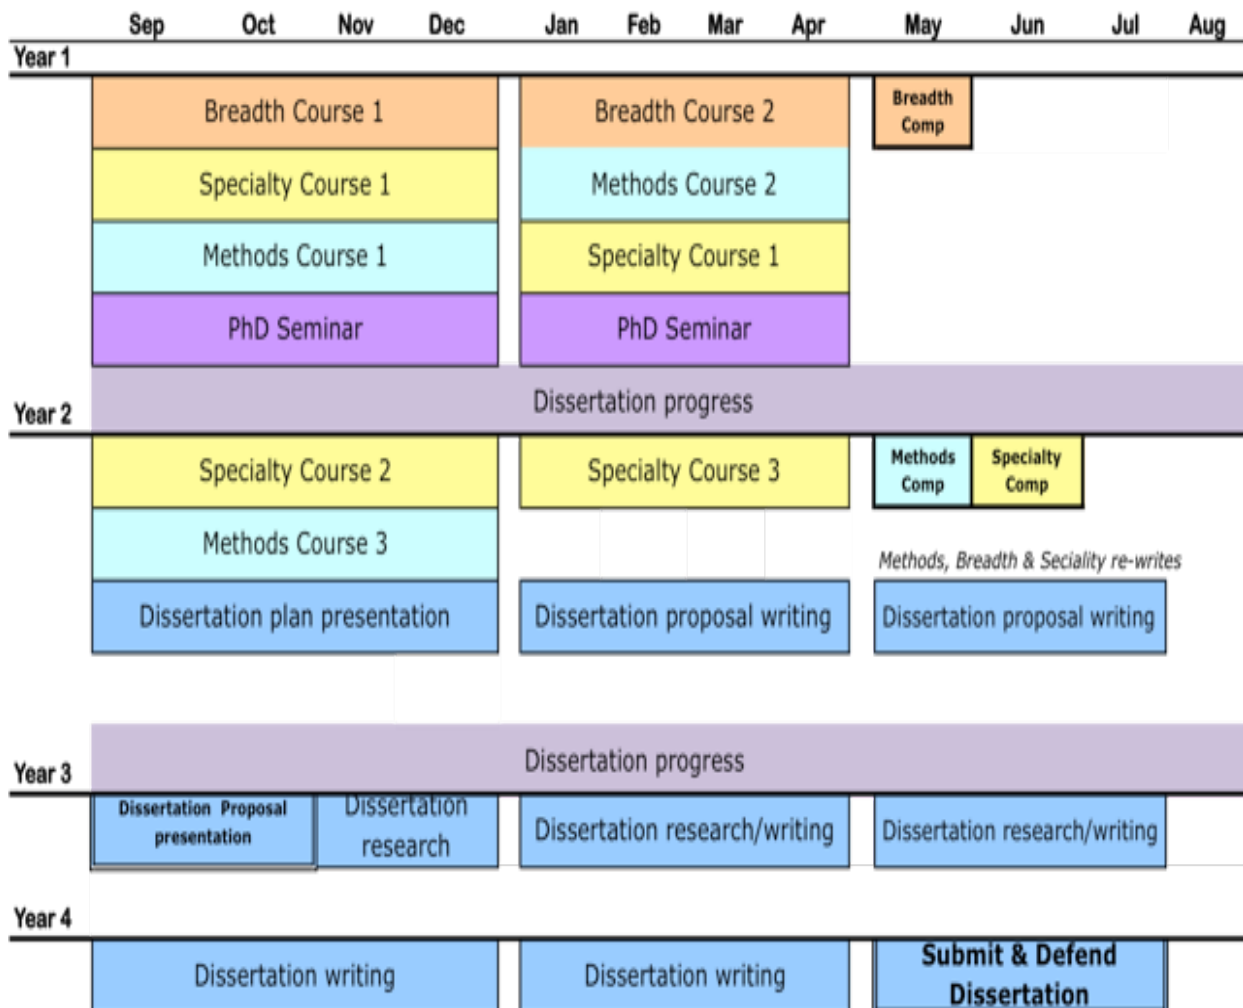 Sep Oct Nov Dec Jan Feb Mar Apr May Jun Jul Aug
Year 1
Breadth Course 1
Breadth Course 2
Breadth
Comp
Specialty Course 1
Methods Course 2
Methods Course 1
Specialty Course 1
PhD Seminar
PhD Seminar
Dissertation progress
Year 2
Specialty Course 2
Specialty Course 3
Methods
Comp
Specialty
Comp
Methods Course 3
Methods, Breadth & Seciality re-writes
Dissertation plan presentation
Dissertation proposal writing
Dissertation proposal writing
Dissertation progress
Year 3
Dissertation Proposal
presentation
Dissertation
research
Dissertation research/writing
Dissertation research/writing
Year 4
Dissertation writing
Dissertation writing
Submit & Defend
Dissertation